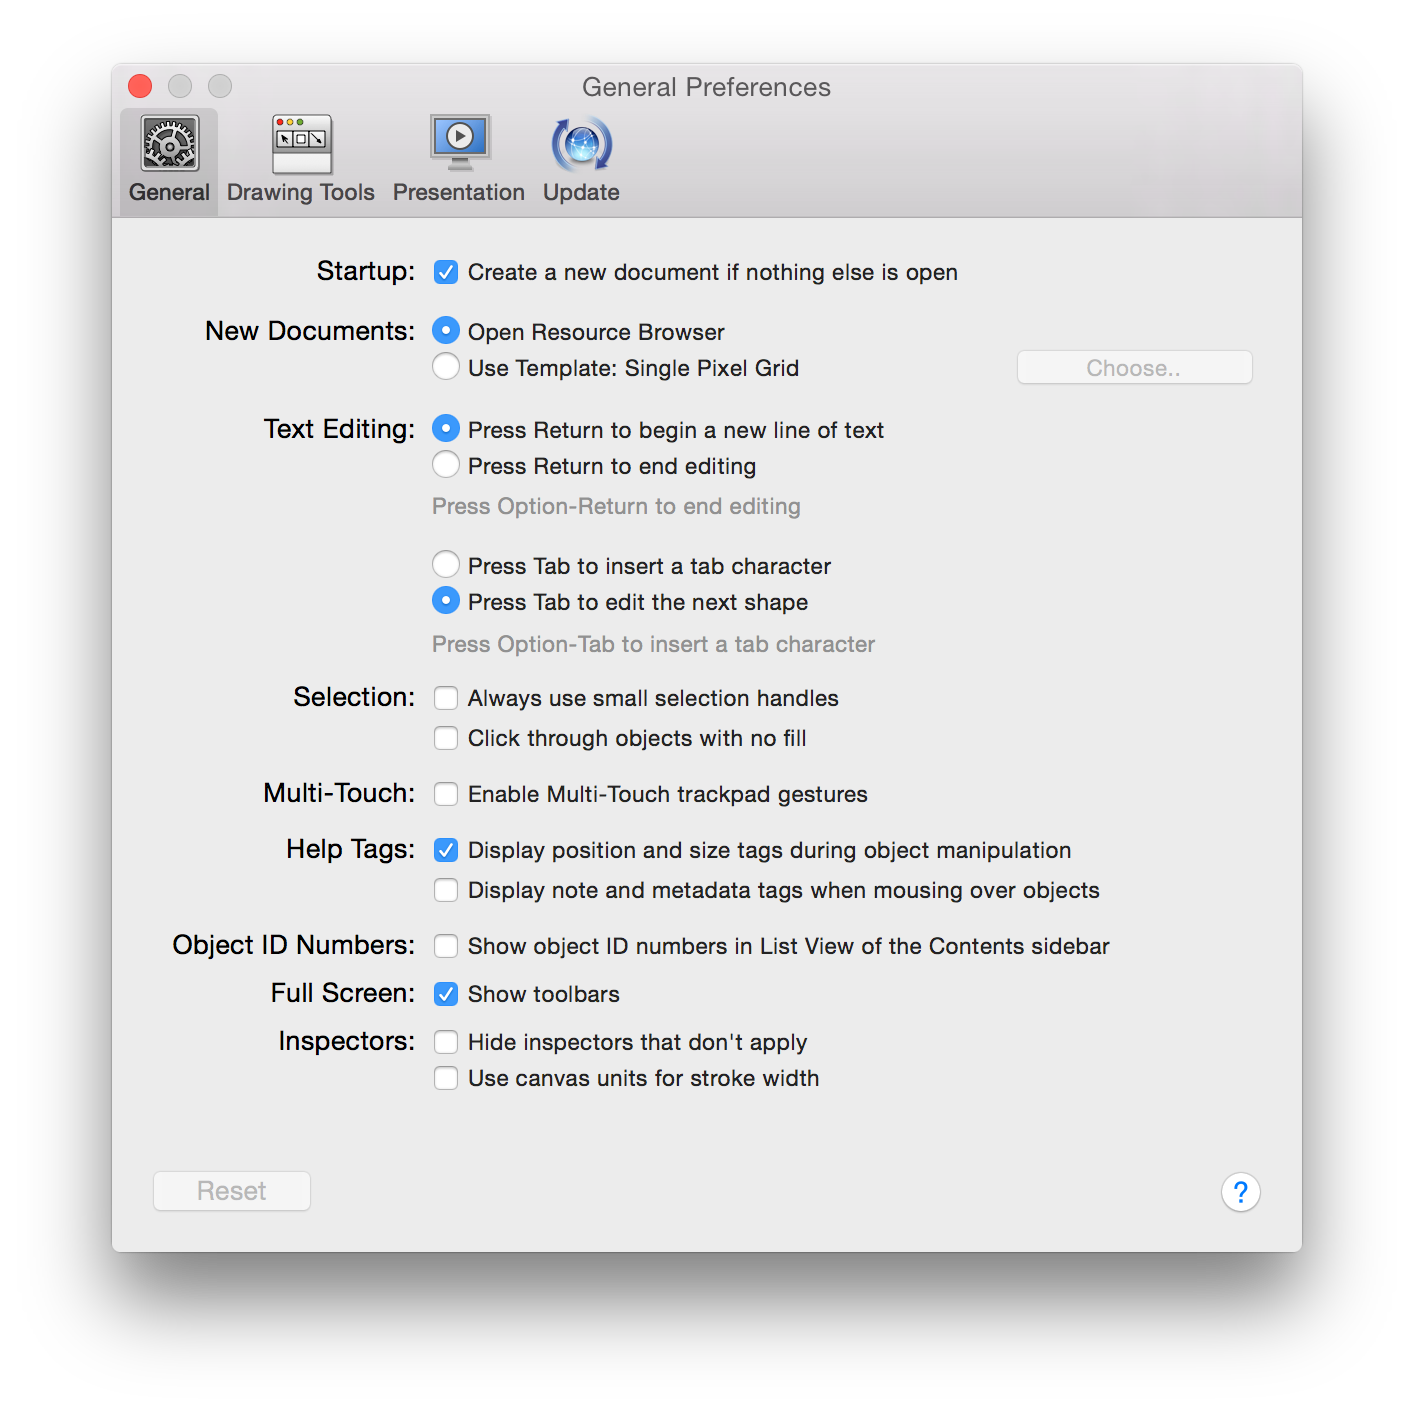 General Preferences
General Drawing Tools Presentation Update
Startup: Create a new document if nothing else is open
New Documents: Open Resource Browser
Use Template: Single Pixel Grid Choose..
Text Editing: Press Return to begin a new line of text
Press Return to end editing
Press Option-Return to end editing
Press Tab to insert a tab character
Press Tab to edit the next shape
Press Option-Tab to insert a tab character
Selection: Always use small selection handles
Click through objects with no fill
Multi-Touch: Enable Multi-Touch trackpad gestures
Help Tags: Display position and size tags during object manipulation
Display note and metadata tags when mousing over objects
Object ID Numbers: Show object ID numbers in List View of the Contents sidebar
Full Screen: Show toolbars
Inspectors: Hide inspectors that don't apply
Use canvas units for stroke width
Reset ?